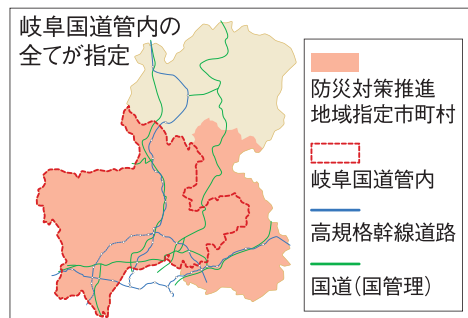 岐阜国道管内の
全てが指定
防災対策推進
地域指定市町村
岐阜国道管内
高規格幹線道路
国道(国管理)